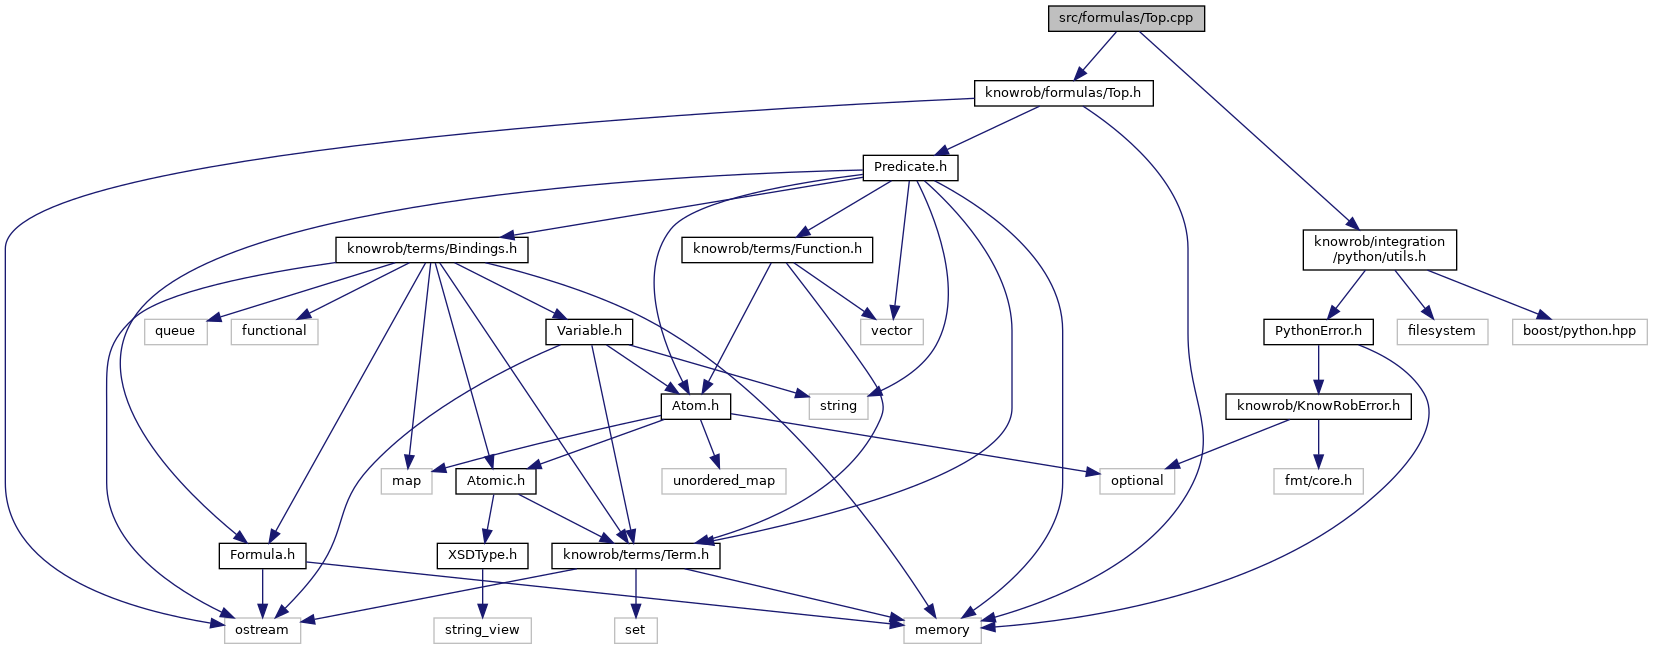 src/formulas/Top.cpp
knowrob/formulas/Top.h
Predicate.h
knowrob/terms/Bindings.h
knowrob/terms/Function.h
knowrob/integration
/python/utils.h
queue
functional
Variable.h
vector
PythonError.h
filesystem
boost/python.hpp
Atom.h
string
knowrob/KnowRobError.h
map
Atomic.h
unordered_map
optional
fmt/core.h
Formula.h
XSDType.h
knowrob/terms/Term.h
ostream
string_view
set
memory